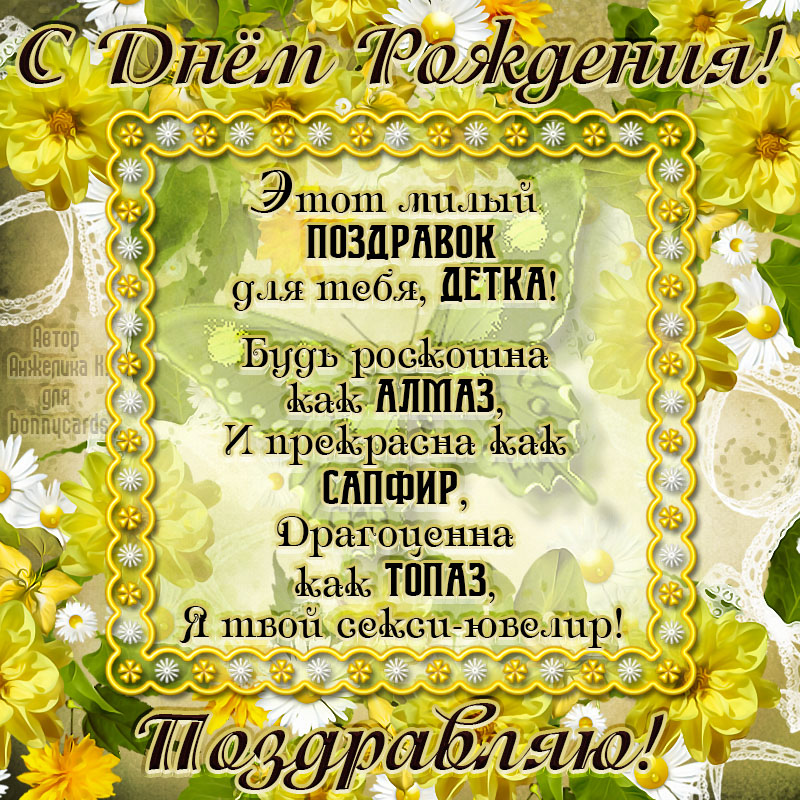 С Днём Рождения!
Этот милый
ПОЗДРАВОК
для тебя, ДЕТКА!
Будь роскошна
как АЛМАЗ,
И прекрасна как
САПФИР,
Драгоценна
как ТОПАЗ,
Я твой секси-ювелир!
Автор
Анжелика К.
для
bonnycards
Поздравляю!